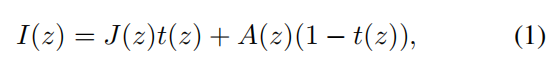 I(z) = J(z)t(z) + A(z)(1 − t(z)), (1)